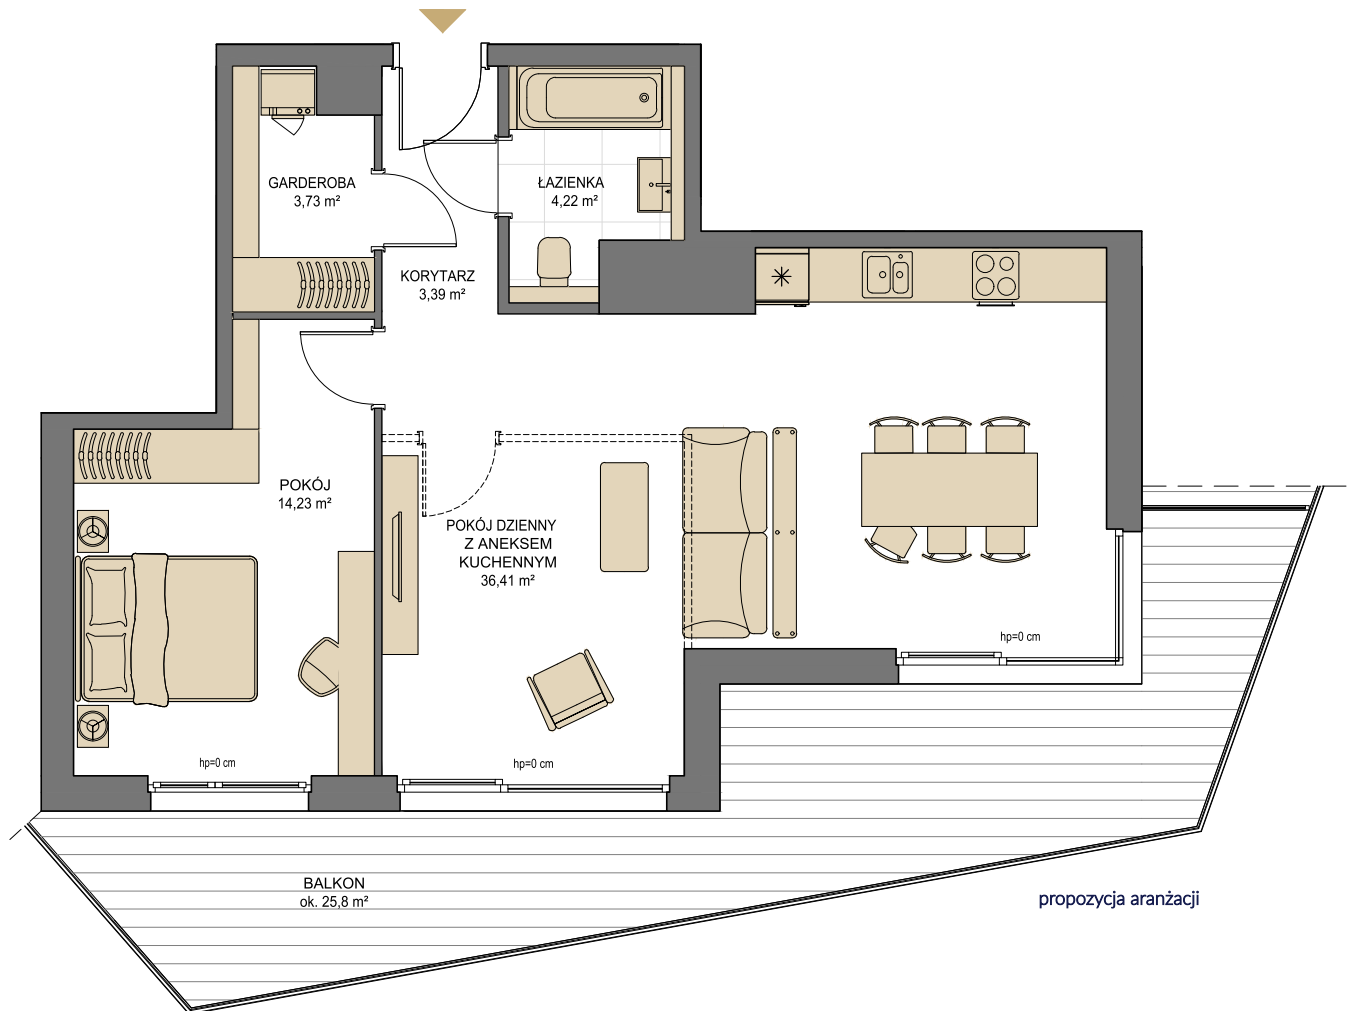 GARDEROBA
3,73 m²
ŁAZIENKA
4,22 m²
KORYTARZ
3,39 m²
POKÓJ
14,23 m²
POKÓJ DZIENNY
Z ANEKSEM
KUCHENNYM
36,41 m²
hp=0 cm
hp=0 cm
hp=0 cm
BALKON
ok. 25,8 m²
propozycja aranżacji